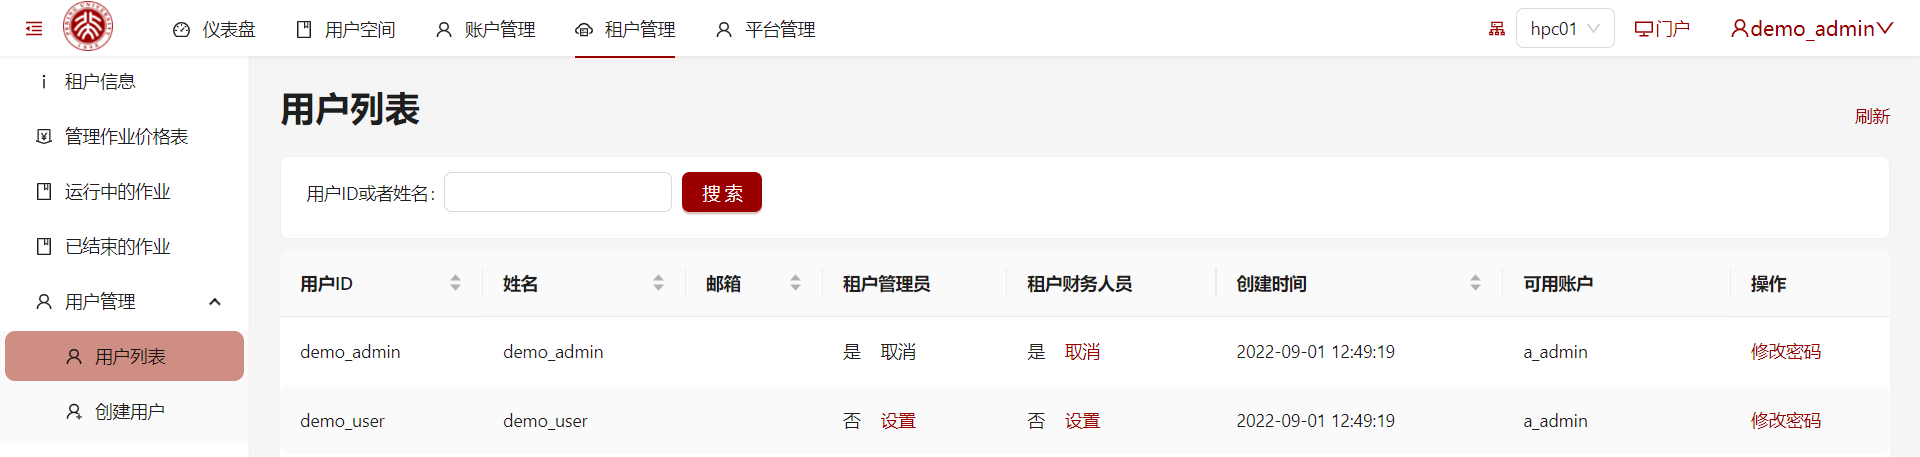 仪表盘 用户空间 账户管理 租户管理 平台管理 hpc01 门户 demo_admin
租户信息
管理作业价格表
运行中的作业
已结束的作业
用户管理
用户列表
创建用户
用户列表
刷新
用户ID或者姓名: 搜索
用户ID 姓名 邮箱 租户管理员 租户财务人员 创建时间 可用账户 操作
demo_admin demo_admin 是 取消 是 取消 2022-09-01 12:49:19 a_admin 修改密码
demo_user demo_user 否 设置 否 设置 2022-09-01 12:49:19 a_admin 修改密码